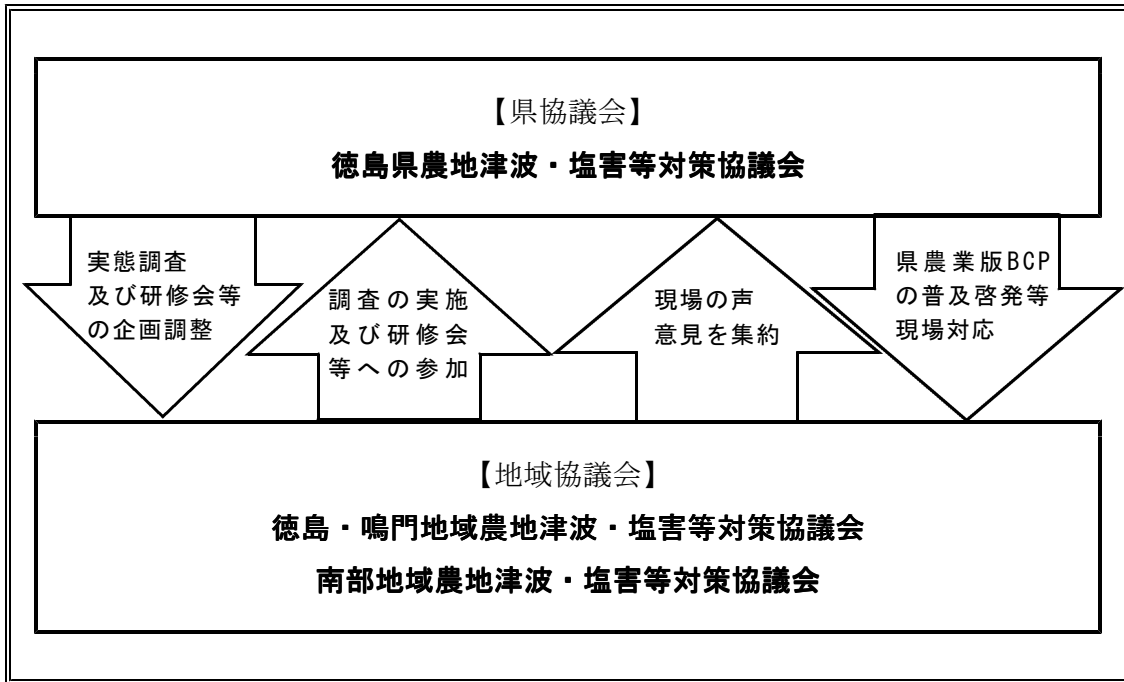 【県協議会】
徳島県農地津波・塩害等対策協議会
実態調査
及び研修会等
の企画調整
調査の実施
及び研修会
等への参加
現場の声
意見を集約
県農業版BCP
の普及啓発等
現場対応
【地域協議会】
徳島・鳴門地域農地津波・塩害等対策協議会
南部地域農地津波・塩害等対策協議会